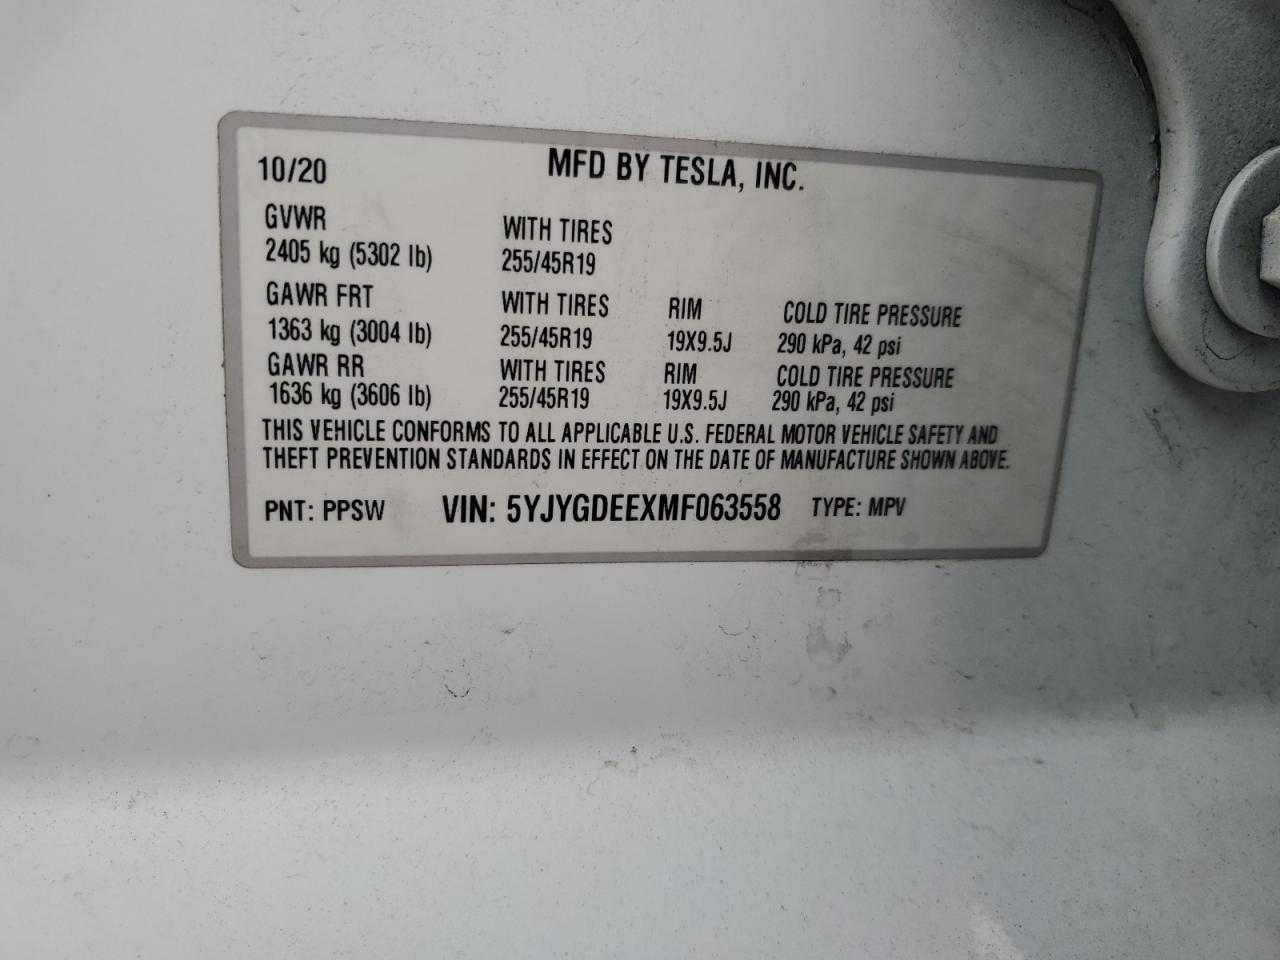 10/20 MFD BY TESLA, INC.
GVWR WITH TIRES
2405 kg (5302 lb) 255/45R19
GAWR FRT WITH TIRES RIM COLD TIRE PRESSURE
1363 kg (3004 lb) 255/45R19 19X9.5J 290 kPa, 42 psi
GAWR RR WITH TIRES RIM COLD TIRE PRESSURE
1636 kg (3606 lb) 255/45R19 19X9.5J 290 kPa, 42 psi
THIS VEHICLE CONFORMS TO ALL APPLICABLE U.S. FEDERAL MOTOR VEHICLE SAFETY AND
THEFT PREVENTION STANDARDS IN EFFECT ON THE DATE OF MANUFACTURE SHOWN ABOVE.
PNT: PPSW VIN: 5YJYGDEEXMF063558 TYPE: MPV